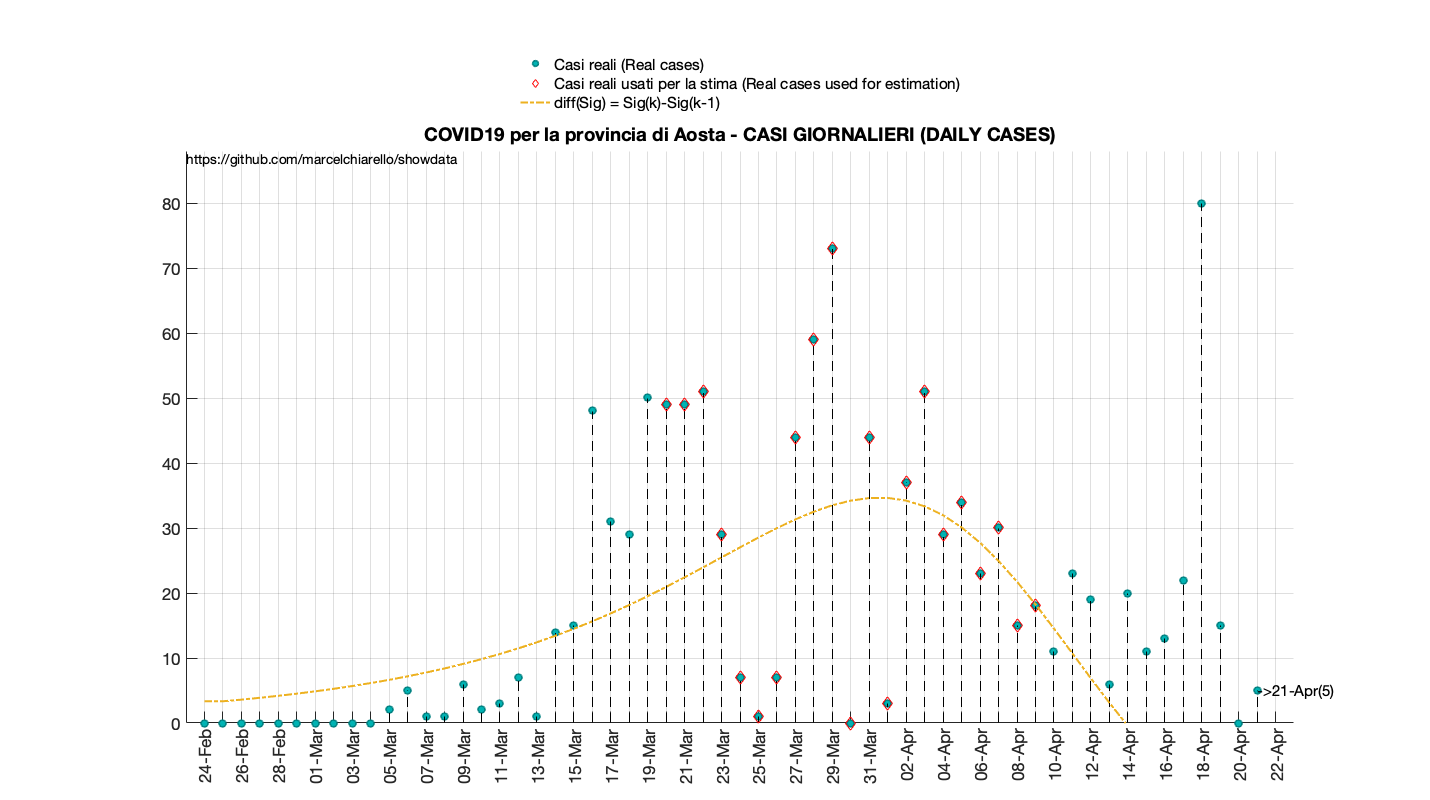 Casi reali (Real cases)
Casi reali usati per la stima (Real cases used for estimation)
diff(Sig) = Sig(k)-Sig(k-1)
COVID19 per la provincia di Aosta - CASI GIORNALIERI (DAILY CASES)
https://github.com/marcelchiarello/showdata
80
70
60
50
40
30
20
10
0
>21-Apr(5)
24-Feb
26-Feb
28-Feb
01-Mar
03-Mar
05-Mar
07-Mar
09-Mar
11-Mar
13-Mar
15-Mar
17-Mar
19-Mar
21-Mar
23-Mar
25-Mar
27-Mar
29-Mar
31-Mar
02-Apr
04-Apr
06-Apr
08-Apr
10-Apr
12-Apr
14-Apr
16-Apr
18-Apr
20-Apr
22-Apr